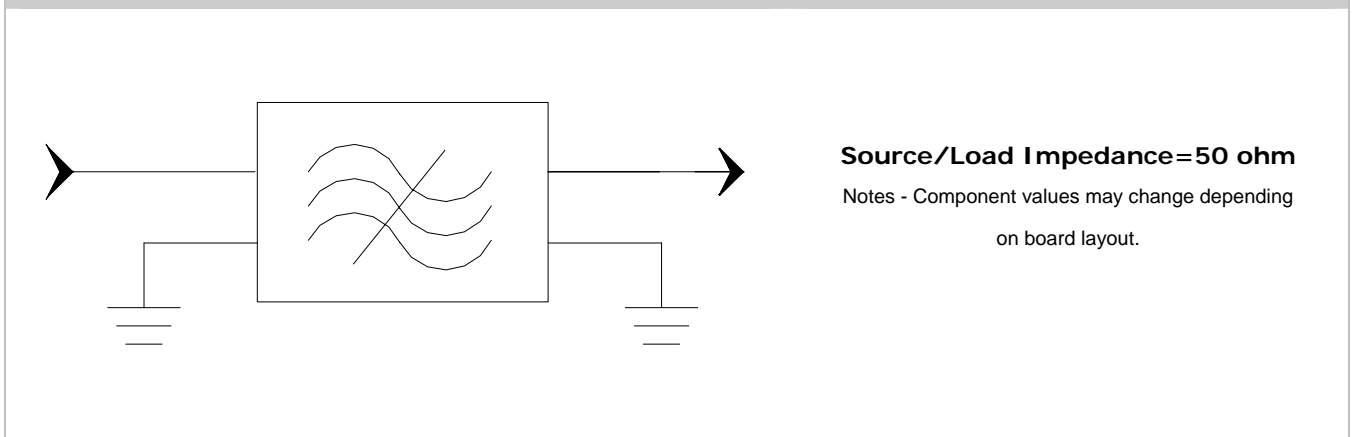 Source/Load Impedance=50 ohm
Notes - Component values may change depending
on board layout.